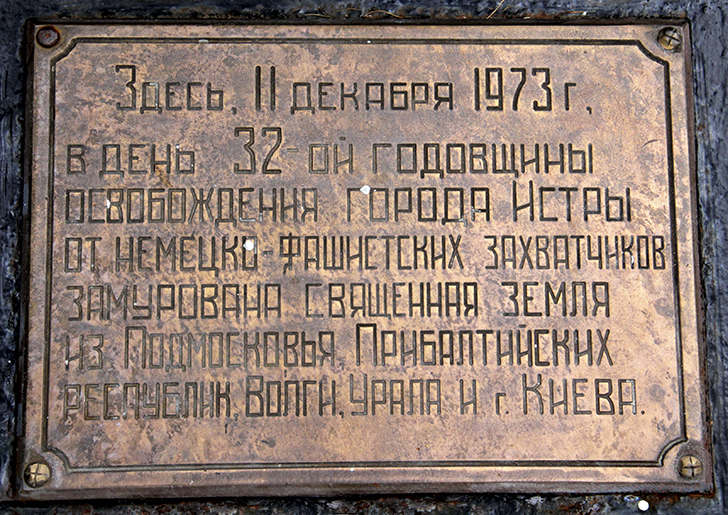 Здесь, 11 декабря 1973 г,
в день 32-ой годовщины
освобождения города Истры
от немецко-фашистских захватчиков
замурована священная земля
из Подмосковья, Прибалтийских
республик, Волги, Урала и г. Киева.